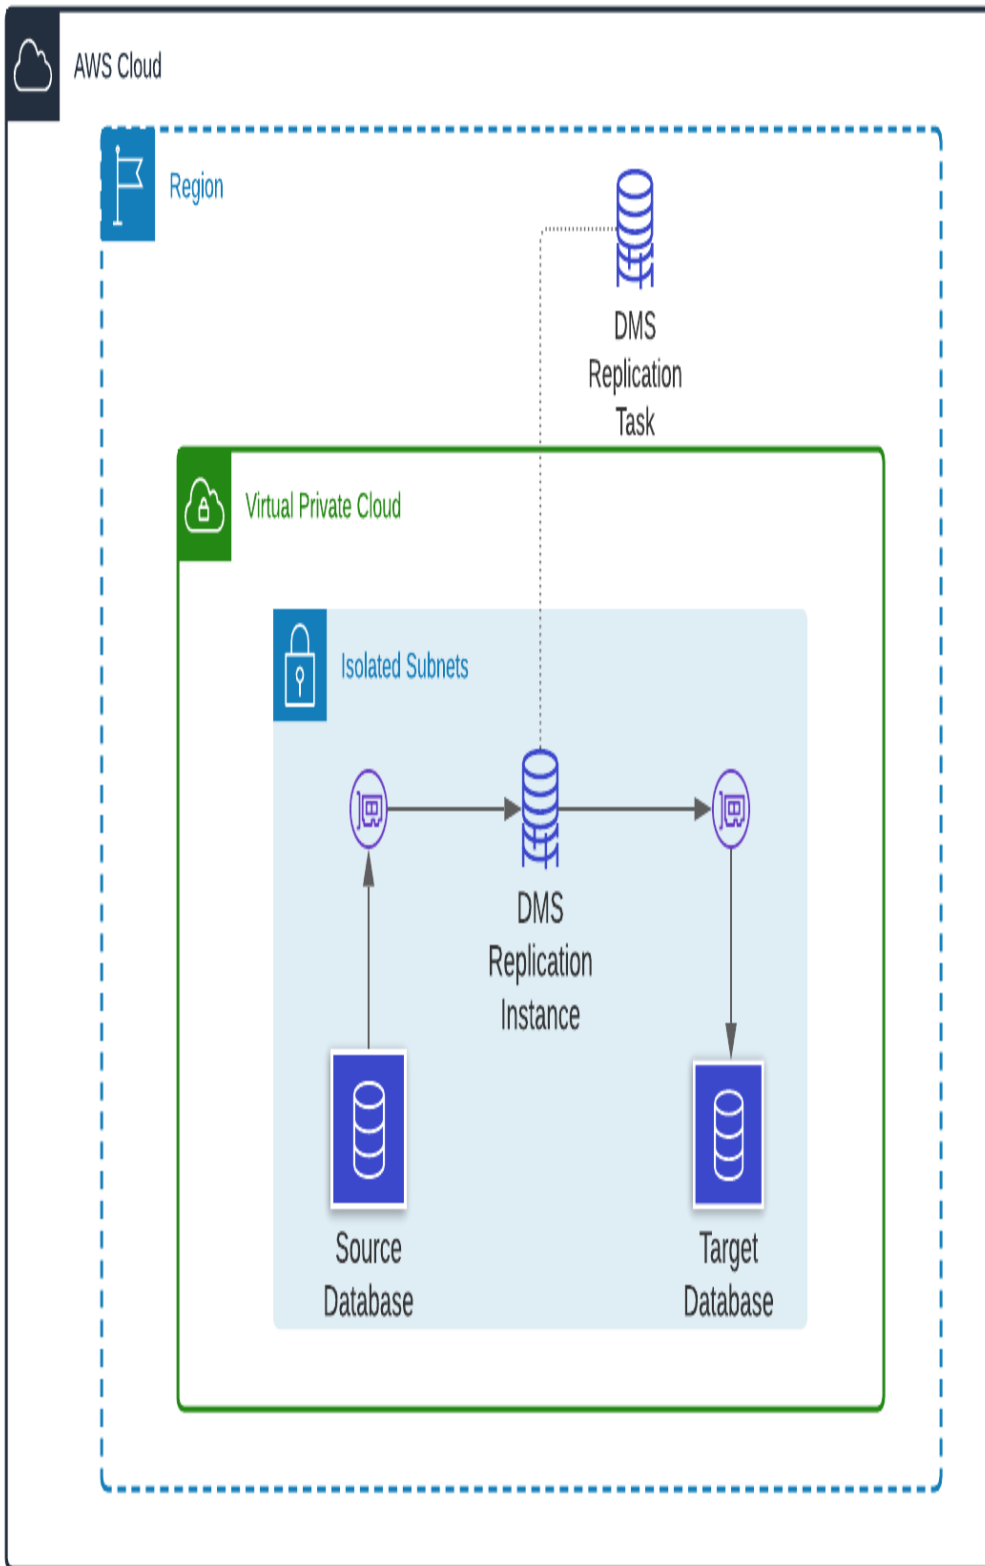 AWS Cloud
Region
DMS
Replication
Task
Virtual Private Cloud
Isolated Subnets
DMS
Replication
Instance
Source
Database
Target
Database